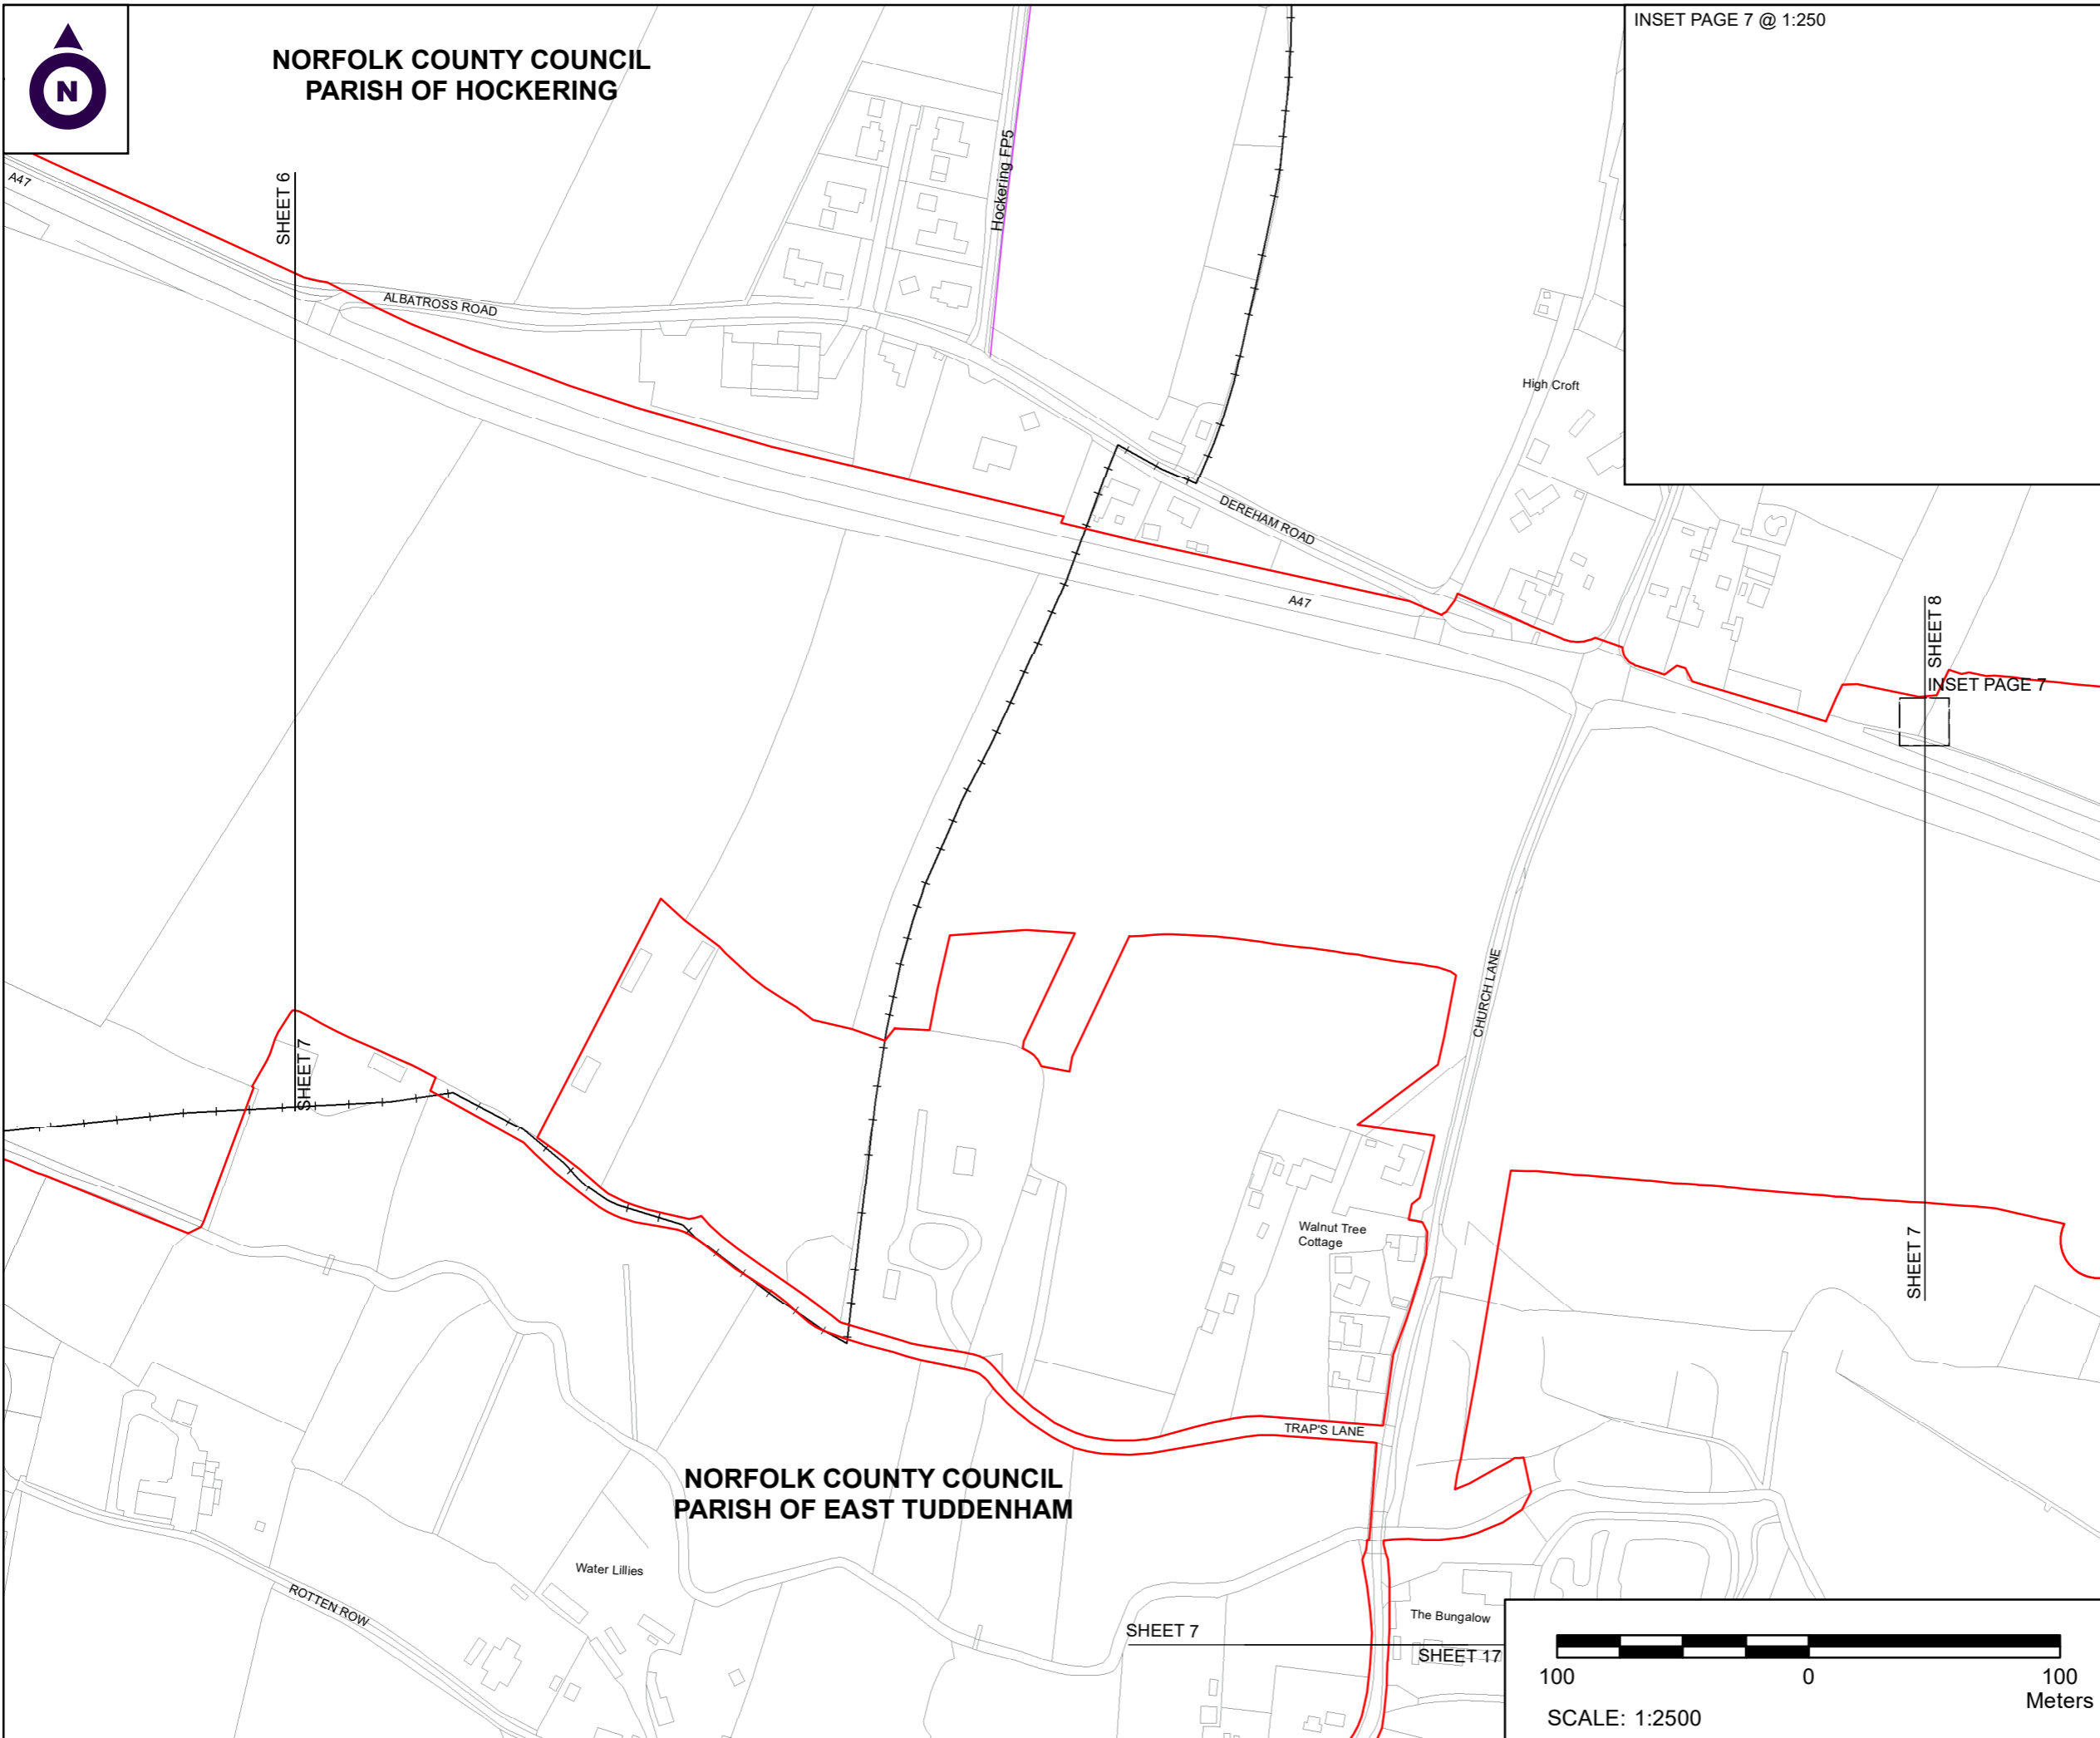 INSET PAGE 7 @ 1:250
N
NORFOLK COUNTY COUNCIL
PARISH OF HOCKERING
A47
SHEET 6
Hockering FP5
ALBATROSS ROAD
High Croft
DEREHAM ROAD
A47
SHEET 8
INSET PAGE 7
CHURCH LANE
SHEET 7
Walnut Tree
Cottage
SHEET 7
TRAP'S LANE
NORFOLK COUNTY COUNCIL
PARISH OF EAST TUDDENHAM
Water Lillies
ROTTEN ROW
The Bungalow
SHEET 7
SHEET 17
100 0 100
Meters
SCALE: 1:2500